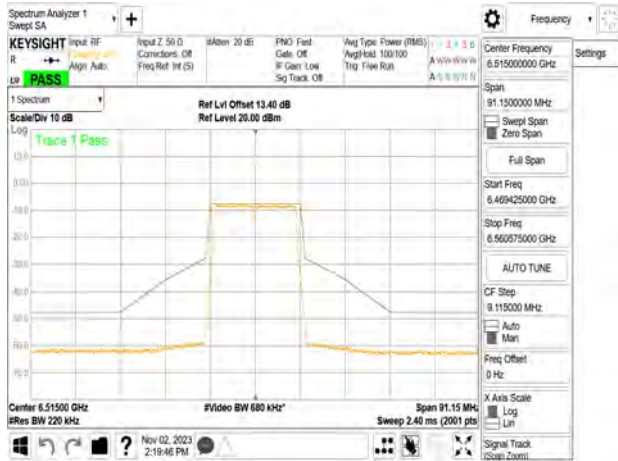 Spectrum Analyzer 1
Swept SA
+
Frequency
KEYSIGHT
Input: RF
Align: Auto
Input Z: 50 Ω
Corrections: Off
Freq Ref: Int (S)
#Atten: 20 dB
PNO: Fast
Gate: Off
IF Gain: Low
Sig Track: Off
Avg Type: Power (RMS)
Avg|Hold: 100/100
Trig: Free Run
R
PASS
1 Spectrum
Scale/Div 10 dB
Ref Lvl Offset 13.40 dB
Ref Level 20.00 dBm
Log
Trace 1 Pass
Center 6.51500 GHz
#Res BW 220 kHz
#Video BW 680 kHz*
Span 91.15 MHz
Sweep 2.40 ms (2001 pts
Nov 02, 2023
2:19:46 PM
Center Frequency
6.515000000 GHz
Settings
Span
91.1500000 MHz
Swept Span
Zero Span
Full Span
Start Freq
6.469425000 GHz
Stop Freq
6.560575000 GHz
AUTO TUNE
CF Step
9.115000 MHz
Auto
Man
Freq Offset
0 Hz
X Axis Scale
Log
Lin
Signal Track
(Span Zoom)